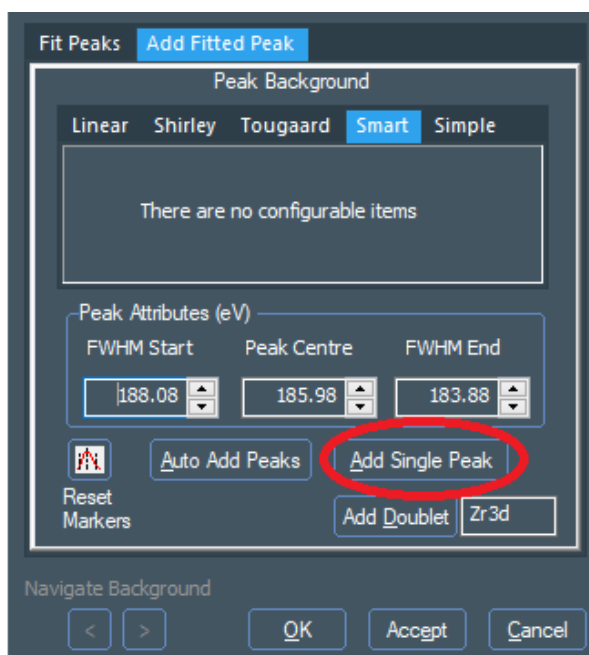 Fit Peaks Add Fitted Peak
Peak Background
Linear Shirley Tougaard Smart Simple
There are no configurable items
Peak Attributes (eV)
FWHM Start Peak Centre FWHM End
188.08 185.98 183.88
Auto Add Peaks Add Single Peak
Reset
Markers
Add Doublet Zr3d
Navigate Background
< > OK Accept Cancel